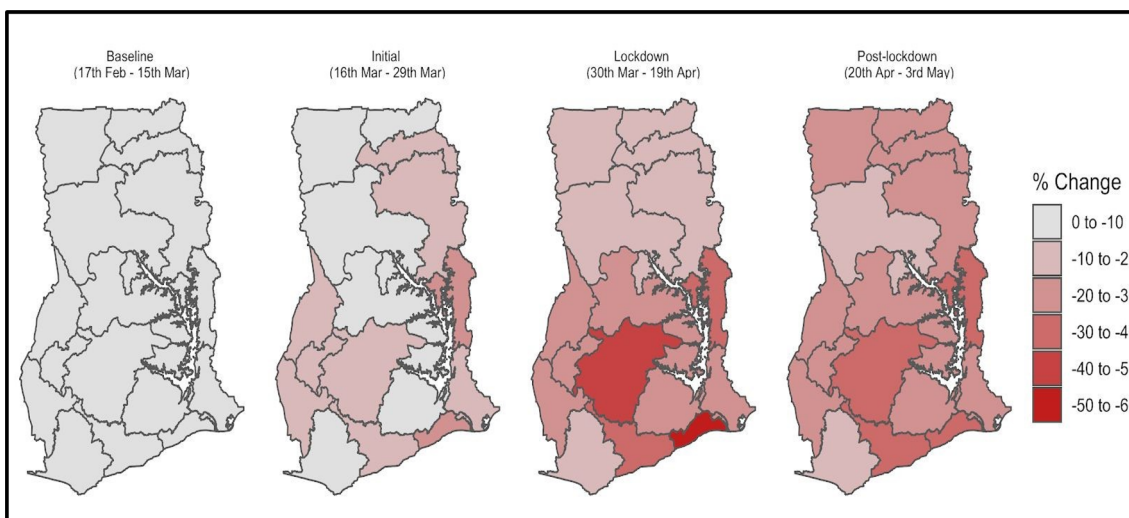 Baseline
(17th Feb - 15th Mar)
Initial
(16th Mar - 29th Mar)
Lockdown
(30th Mar - 19th Apr)
Post-lockdown
(20th Apr - 3rd May)
% Change
0 to -10
-10 to -2
-20 to -3
-30 to -4
-40 to -5
-50 to -6